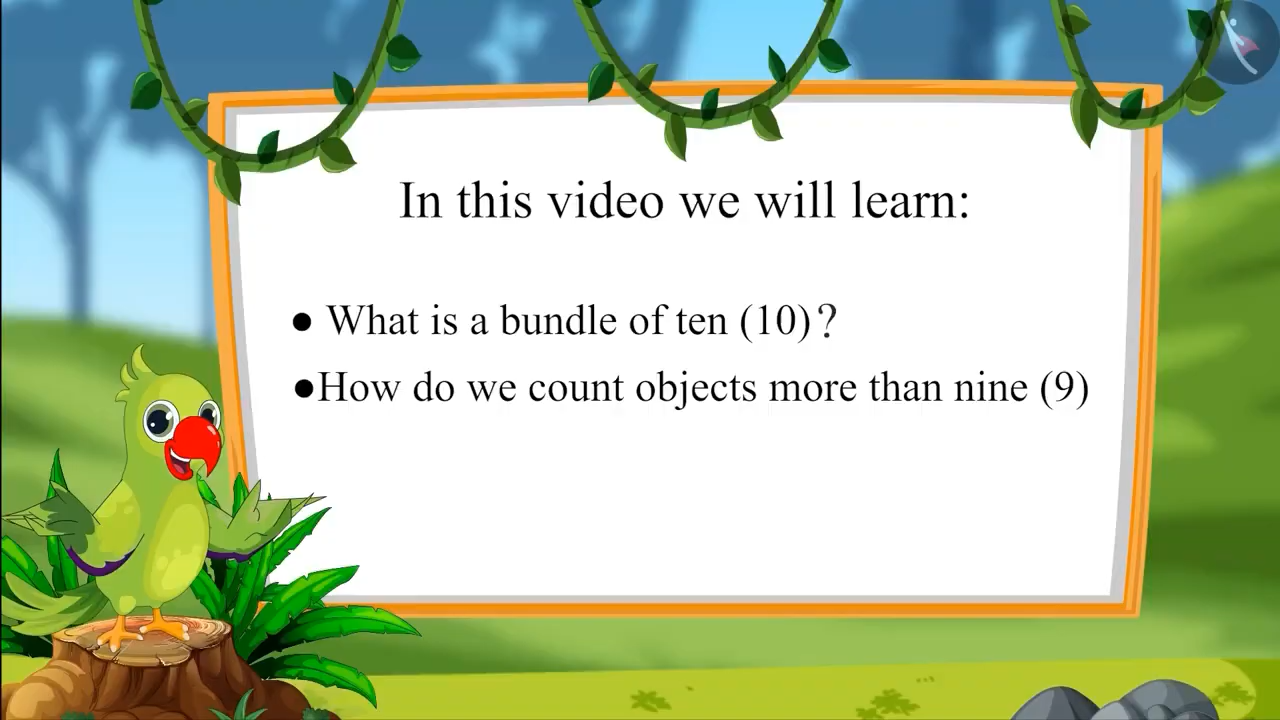 In this video we will learn:
● What is a bundle of ten (10)?
●How do we count objects more than nine (9)